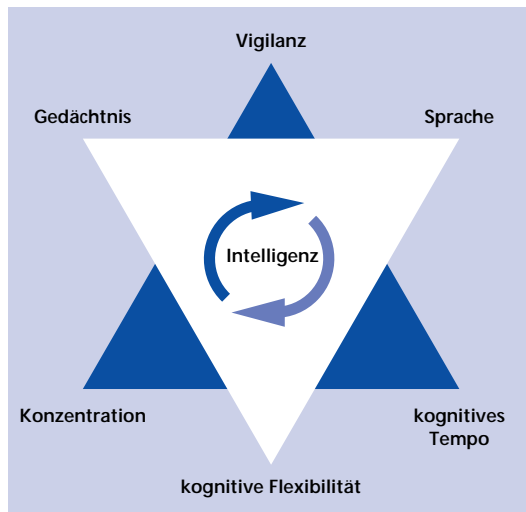 Vigilanz
Gedächtnis
Sprache
Intelligenz
Konzentration
kognitives
Tempo
kognitive Flexibilität